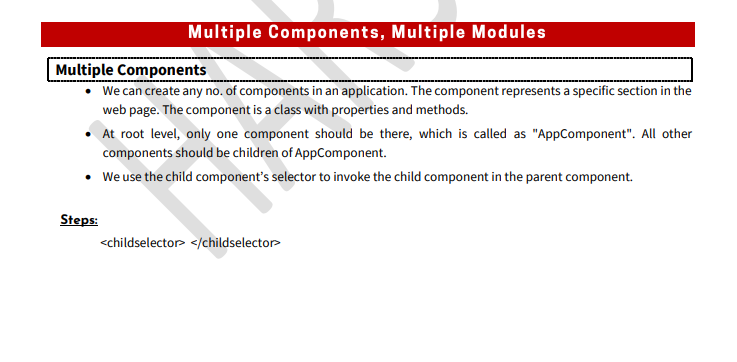 Multiple Components, Multiple Modules
Multiple Components
• We can create any no. of components in an application. The component represents a specific section in the
web page. The component is a class with properties and methods.
• At root level, only one component should be there, which is called as "AppComponent". All other
components should be children of AppComponent.
• We use the child component’s selector to invoke the child component in the parent component.
Steps:
<childselector> </childselector>